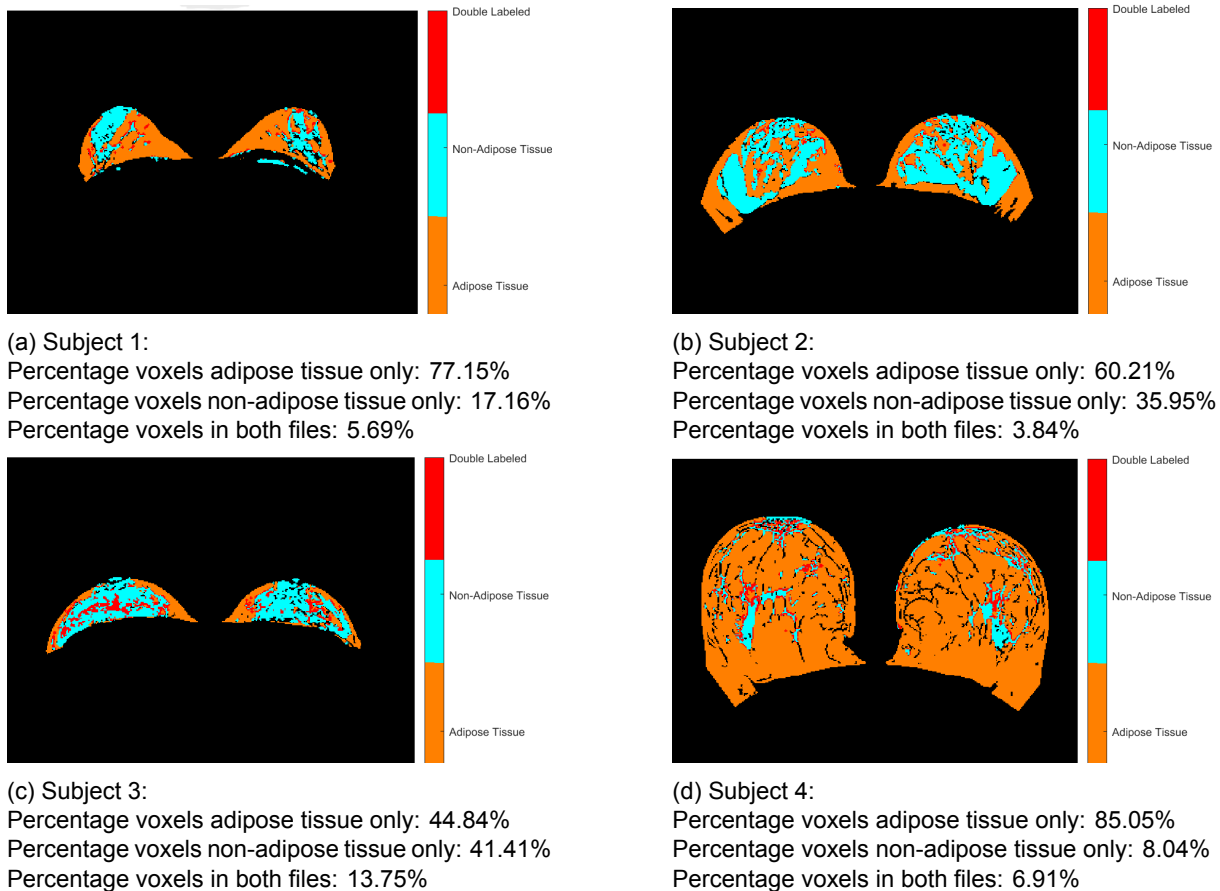 Double Labeled
Non-Adipose Tissue
Adipose Tissue
(a) Subject 1:
Percentage voxels adipose tissue only: 77.15%
Percentage voxels non-adipose tissue only: 17.16%
Percentage voxels in both files: 5.69%
Double Labeled
Non-Adipose Tissue
Adipose Tissue
(b) Subject 2:
Percentage voxels adipose tissue only: 60.21%
Percentage voxels non-adipose tissue only: 35.95%
Percentage voxels in both files: 3.84%
Double Labeled
Non-Adipose Tissue
Adipose Tissue
(c) Subject 3:
Percentage voxels adipose tissue only: 44.84%
Percentage voxels non-adipose tissue only: 41.41%
Percentage voxels in both files: 13.75%
Double Labeled
Non-Adipose Tissue
Adipose Tissue
(d) Subject 4:
Percentage voxels adipose tissue only: 85.05%
Percentage voxels non-adipose tissue only: 8.04%
Percentage voxels in both files: 6.91%